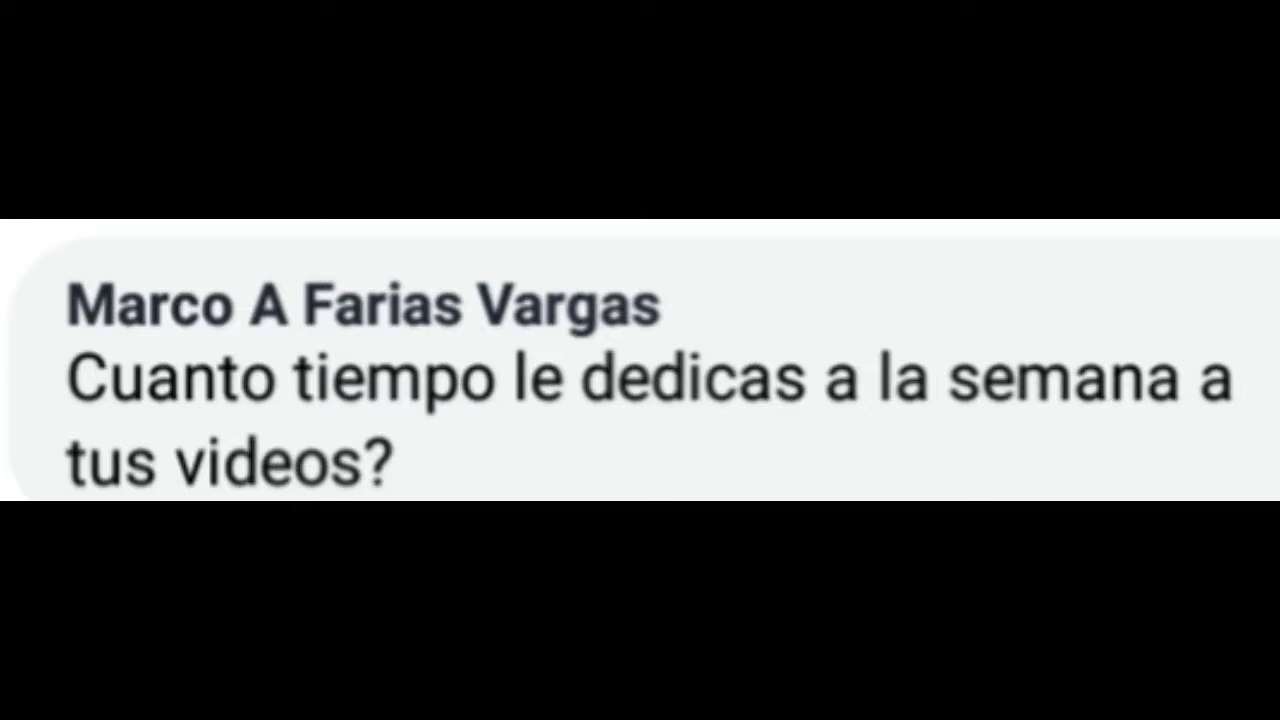 Marco A Farias Vargas
Cuanto tiempo le dedicas a la semana a
tus videos?